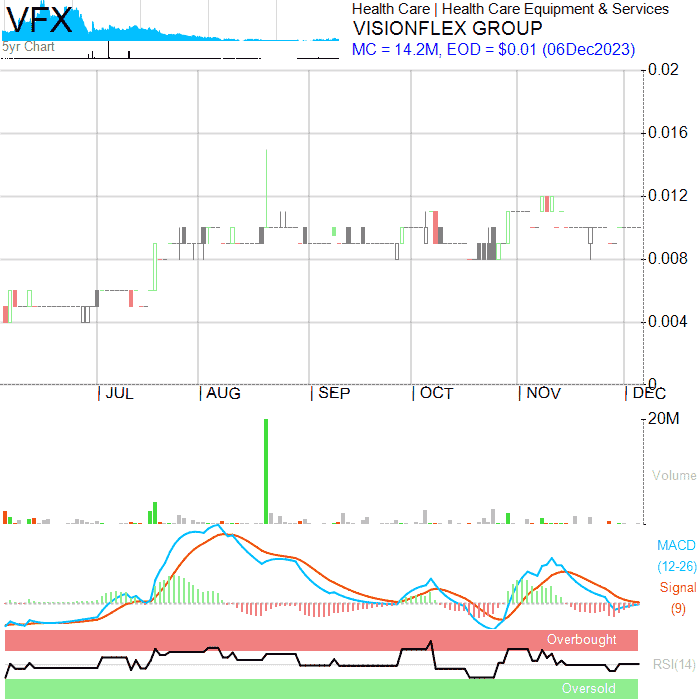 VFX
5yr Chart
Health Care | Health Care Equipment & Services
VISIONFLEX GROUP
MC = 14.2M, EOD = $0.01 (06Dec2023)
0.02
0.016
0.012
0.008
0.004
0
| JUL | AUG | SEP | OCT | NOV | DEC
20M
Volume
MACD
(12-26)
Signal
(9)
Overbought
RSI(14)
Oversold